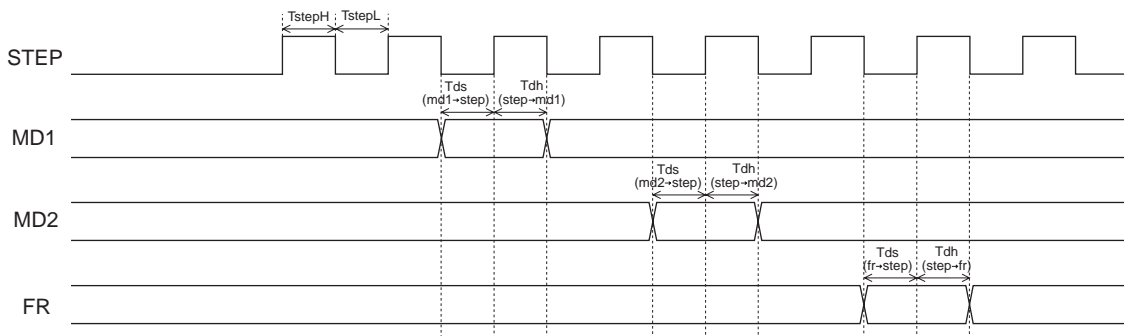 TstepH TstepL
STEP
Tds Tdh
(md1→step) (step→md1)
MD1
Tds Tdh
(md2→step) (step→md2)
MD2
Tds Tdh
(fr→step) (step→fr)
FR